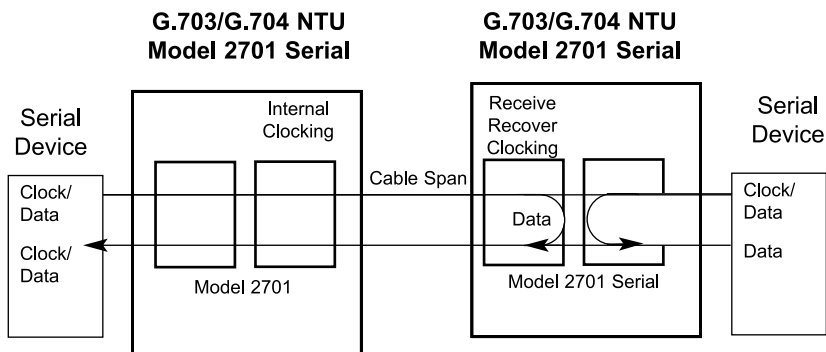 G.703/G.704 NTU
Model 2701 Serial
G.703/G.704 NTU
Model 2701 Serial
Serial
Device
Internal
Clocking
Receive
Recover
Clocking
Serial
Device
Clock/
Data
Cable Span
Data
Clock/
Data
Clock/
Data
Data
Model 2701
Model 2701 Serial